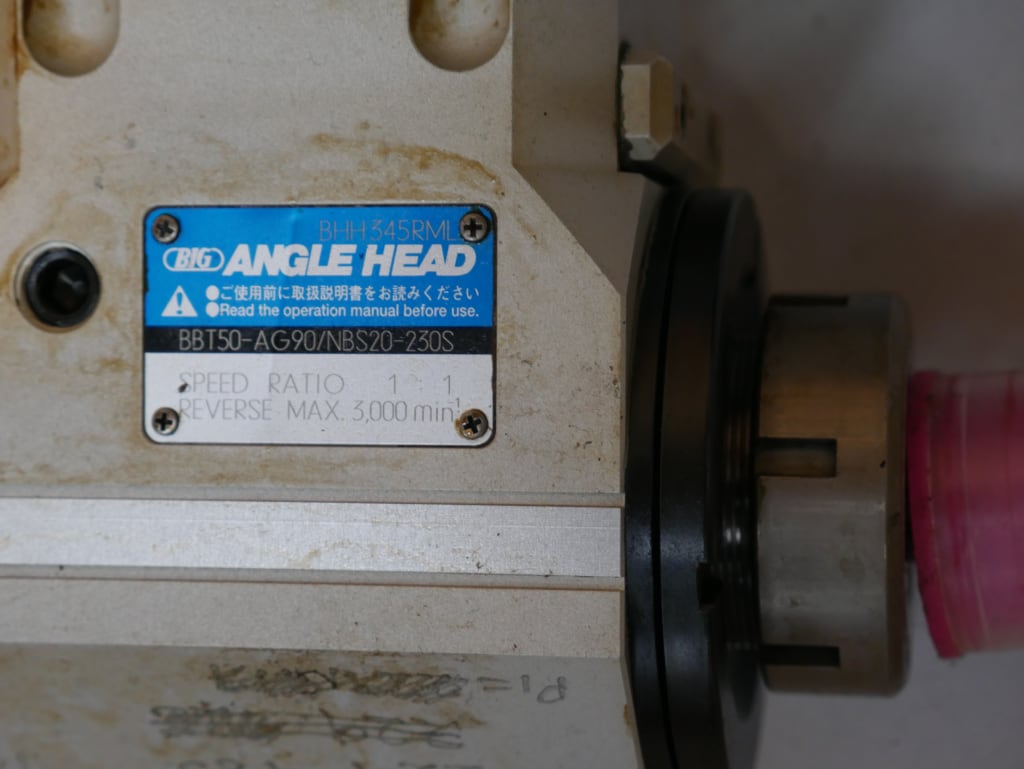 BHH345RML
BIG ANGLE HEAD
●ご使用前に取扱説明書をお読みください
●Read the operation manual before use.
BBT50-AG90/NBS20-230S
SPEED RATIO 1 : 1
REVERSE MAX. 3,000 min⁻¹
P1=